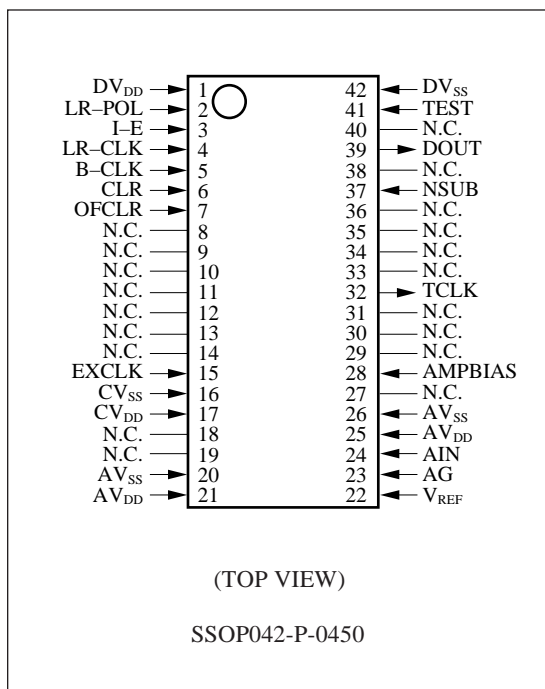 DVDD 1 42 DVSS
LR–POL 2 41 TEST
I–E 3 40 N.C.
LR–CLK 4 39 DOUT
B–CLK 5 38 N.C.
CLR 6 37 NSUB
OFCLR 7 36 N.C.
N.C. 8 35 N.C.
N.C. 9 34 N.C.
N.C. 10 33 N.C.
N.C. 11 32 TCLK
N.C. 12 31 N.C.
N.C. 13 30 N.C.
N.C. 14 29 N.C.
EXCLK 15 28 AMPBIAS
CVSS 16 27 N.C.
CVDD 17 26 AVSS
N.C. 18 25 AVDD
N.C. 19 24 AIN
AVSS 20 23 AG
AVDD 21 22 VREF
(TOP VIEW)
SSOP042-P-0450